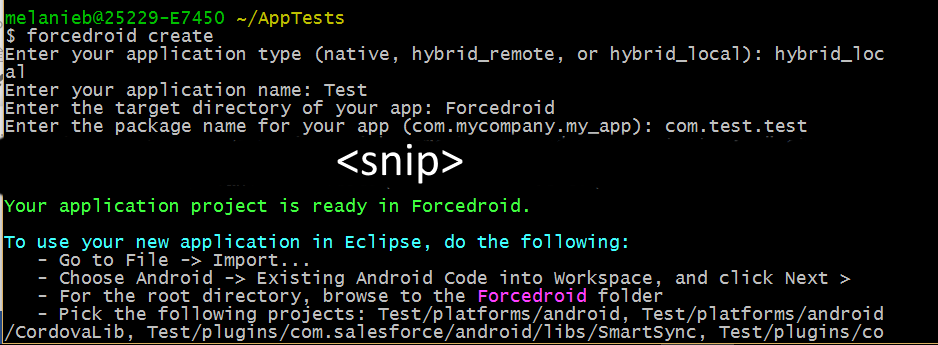 melanieb@25229-E7450 ~/AppTests
$ forcedroid create
Enter your application type (native, hybrid_remote, or hybrid_local): hybrid_loc
al
Enter your application name: Test
Enter the target directory of your app: Forcedroid
Enter the package name for your app (com.mycompany.my_app): com.test.test
<snip>
Your application project is ready in Forcedroid.
To use your new application in Eclipse, do the following:
- Go to File -> Import...
- Choose Android -> Existing Android Code into Workspace, and click Next >
- For the root directory, browse to the Forcedroid folder
- Pick the following projects: Test/platforms/android, Test/platforms/android
/CordovaLib, Test/plugins/com.salesforce/android/libs/SmartSync, Test/plugins/co